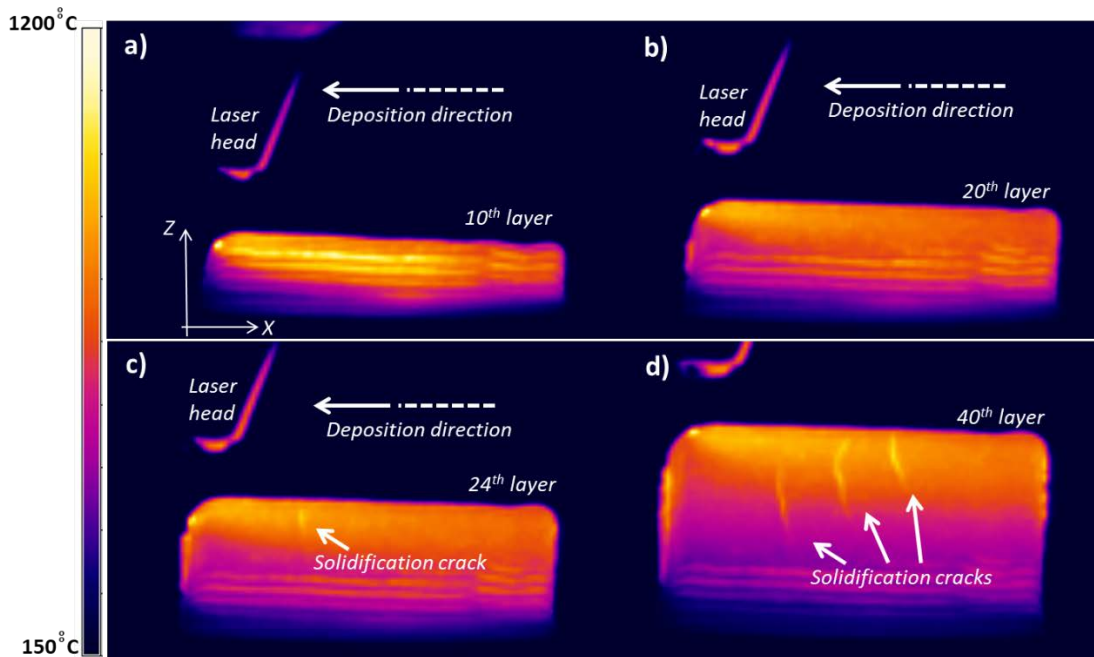 1200°C
a)
Laser
head
Deposition direction
10th layer
Z
X
b)
Laser
head
Deposition direction
20th layer
c)
Laser
head
Deposition direction
24th layer
Solidification crack
d)
40th layer
Solidification cracks
150°C